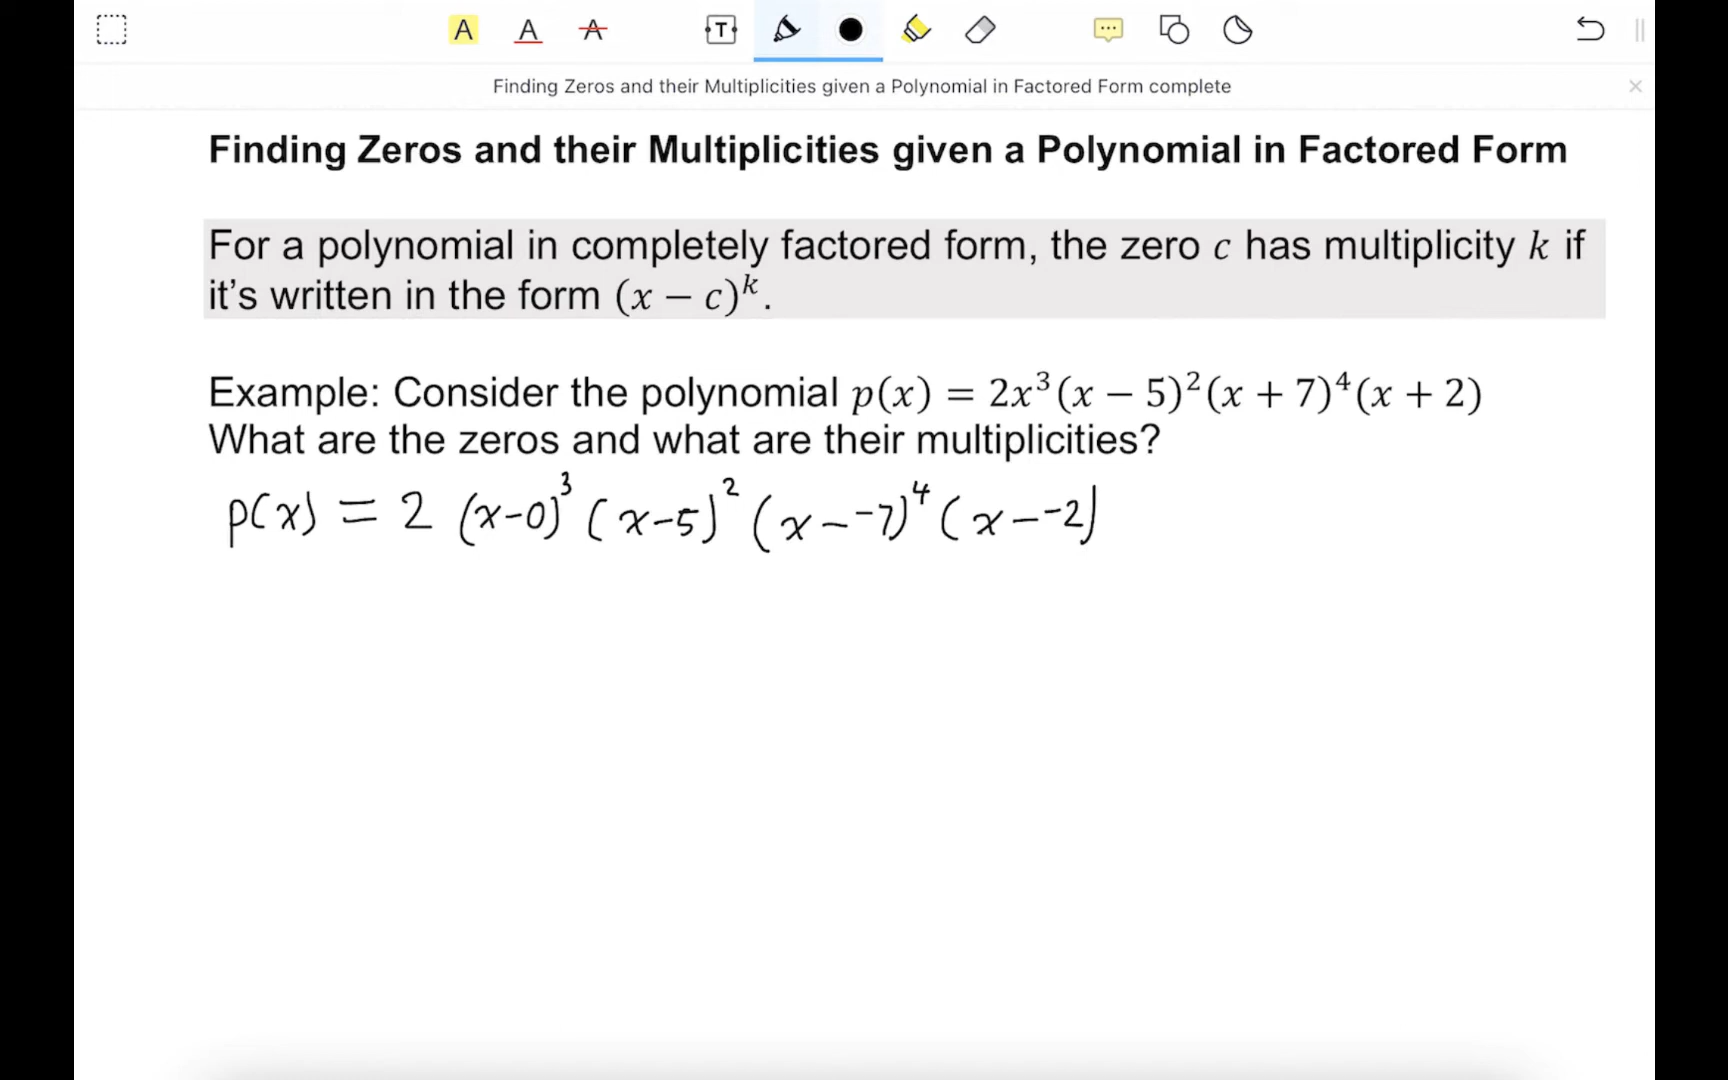 A A A T
Finding Zeros and their Multiplicities given a Polynomial in Factored Form complete
Finding Zeros and their Multiplicities given a Polynomial in Factored Form
For a polynomial in completely factored form, the zero c has multiplicity k if
it's written in the form (x − c)^k.
Example: Consider the polynomial p(x) = 2x³(x − 5)²(x + 7)⁴(x + 2)
What are the zeros and what are their multiplicities?
p(x) = 2 (x-0)³ (x-5)² (x--7)⁴ (x--2)